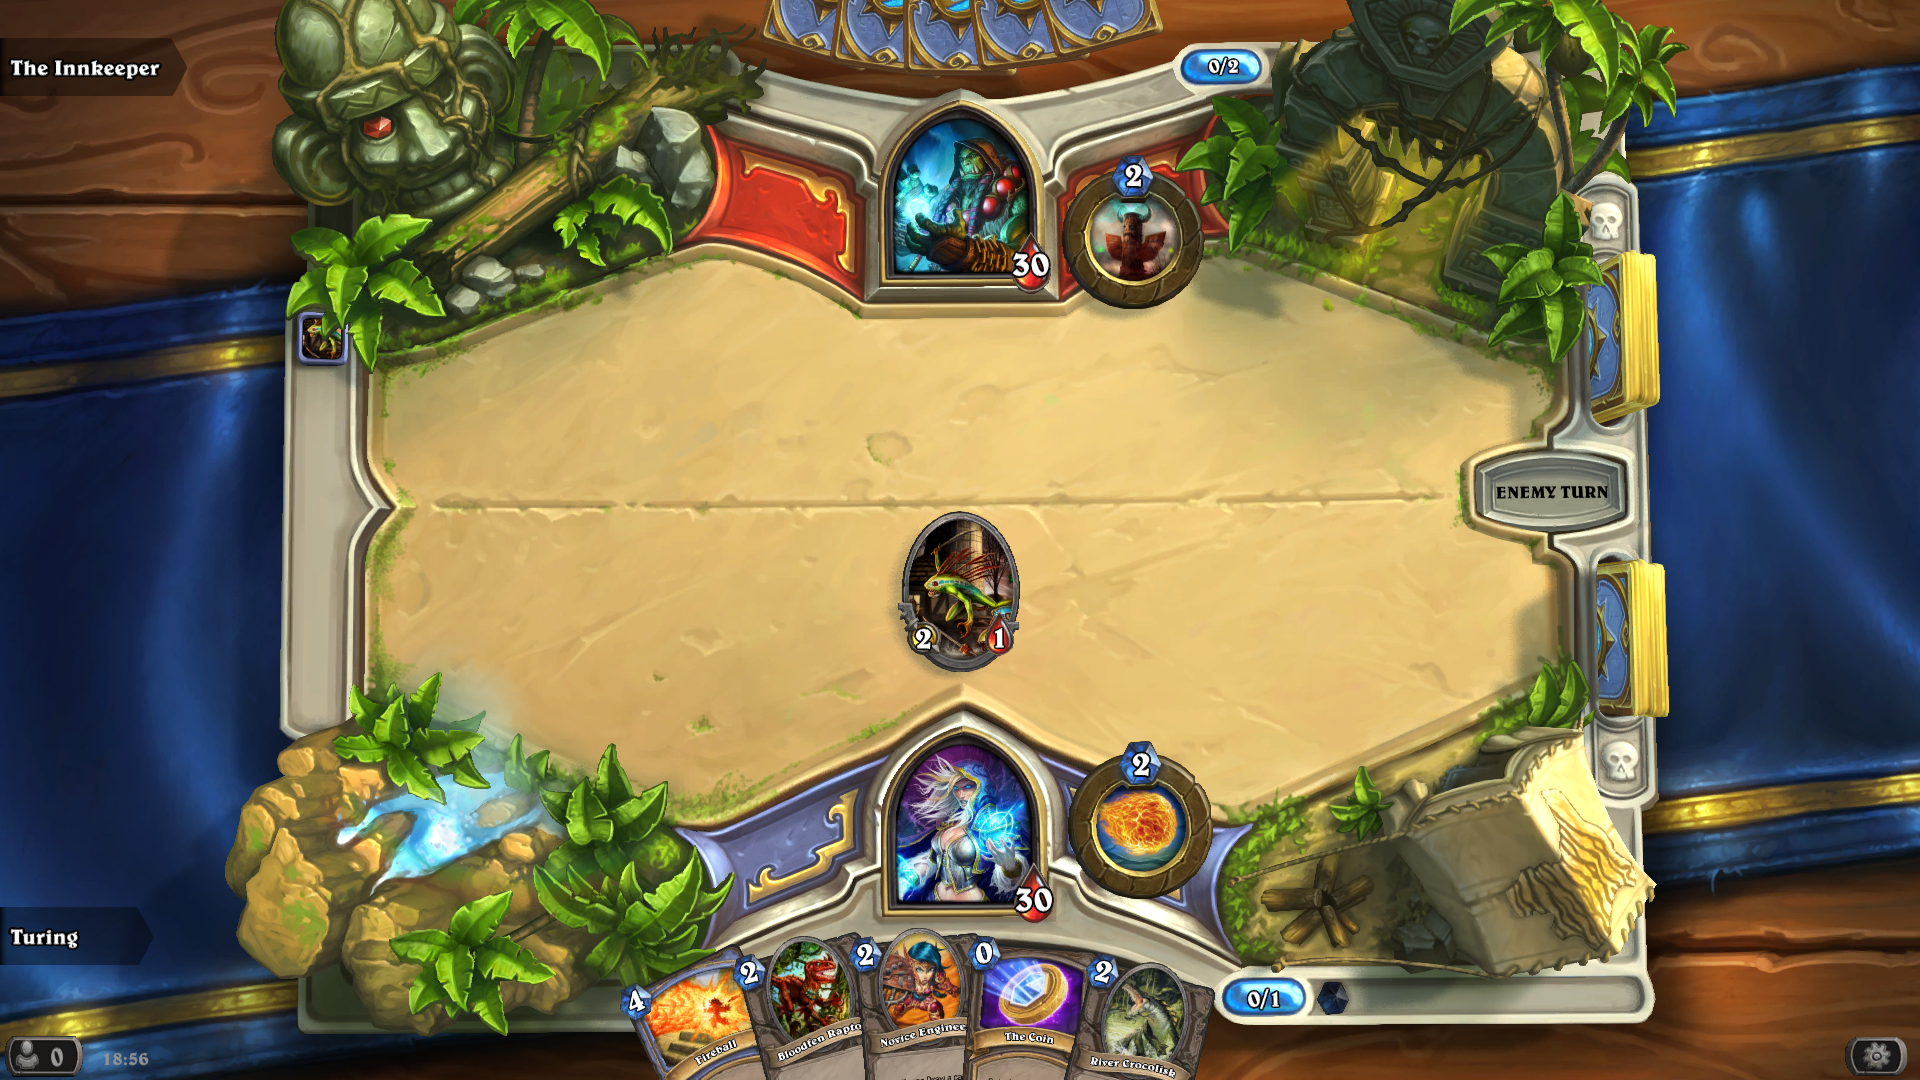 The Innkeeper
0/2
2
30
ENEMY TURN
2
1
2
30
Turing
4
2
2
0
2
Fireball
Bloodfen Rapto
Novice Enginee
The Coin
River Crocolisk
0/1
0
18:56